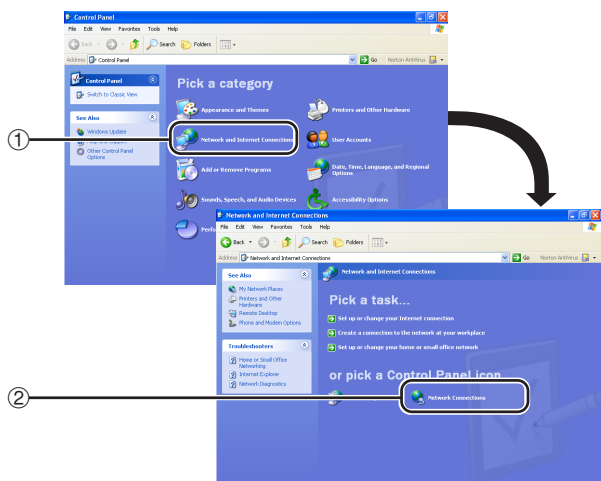 Control Panel
File Edit View Favorites Tools Help
Back Search Folders
Address Control Panel Go Norton AntiVirus
Control Panel
Switch to Classic View
See Also
Windows Update
Help and Support
Other Control Panel
Options
Pick a category
Appearance and Themes
Printers and Other Hardware
Network and Internet Connections
User Accounts
Add or Remove Programs
Date, Time, Language, and Regional
Options
Sounds, Speech, and Audio Devices
Accessibility Options
Perfo
①
Network and Internet Connections
File Edit View Favorites Tools Help
Back Search Folders
Address Network and Internet Connections Go Norton AntiVirus
See Also
My Network Places
Printers and Other
Hardware
Remote Desktop
Phone and Modem Options
Troubleshooters
Home or Small Office
Networking
Internet Explorer
Network Diagnostics
Network and Internet Connections
Pick a task...
Set up or change your Internet connection
Create a connection to the network at your workplace
Set up or change your home or small office network
or pick a Control Panel icon
Network Connections
②